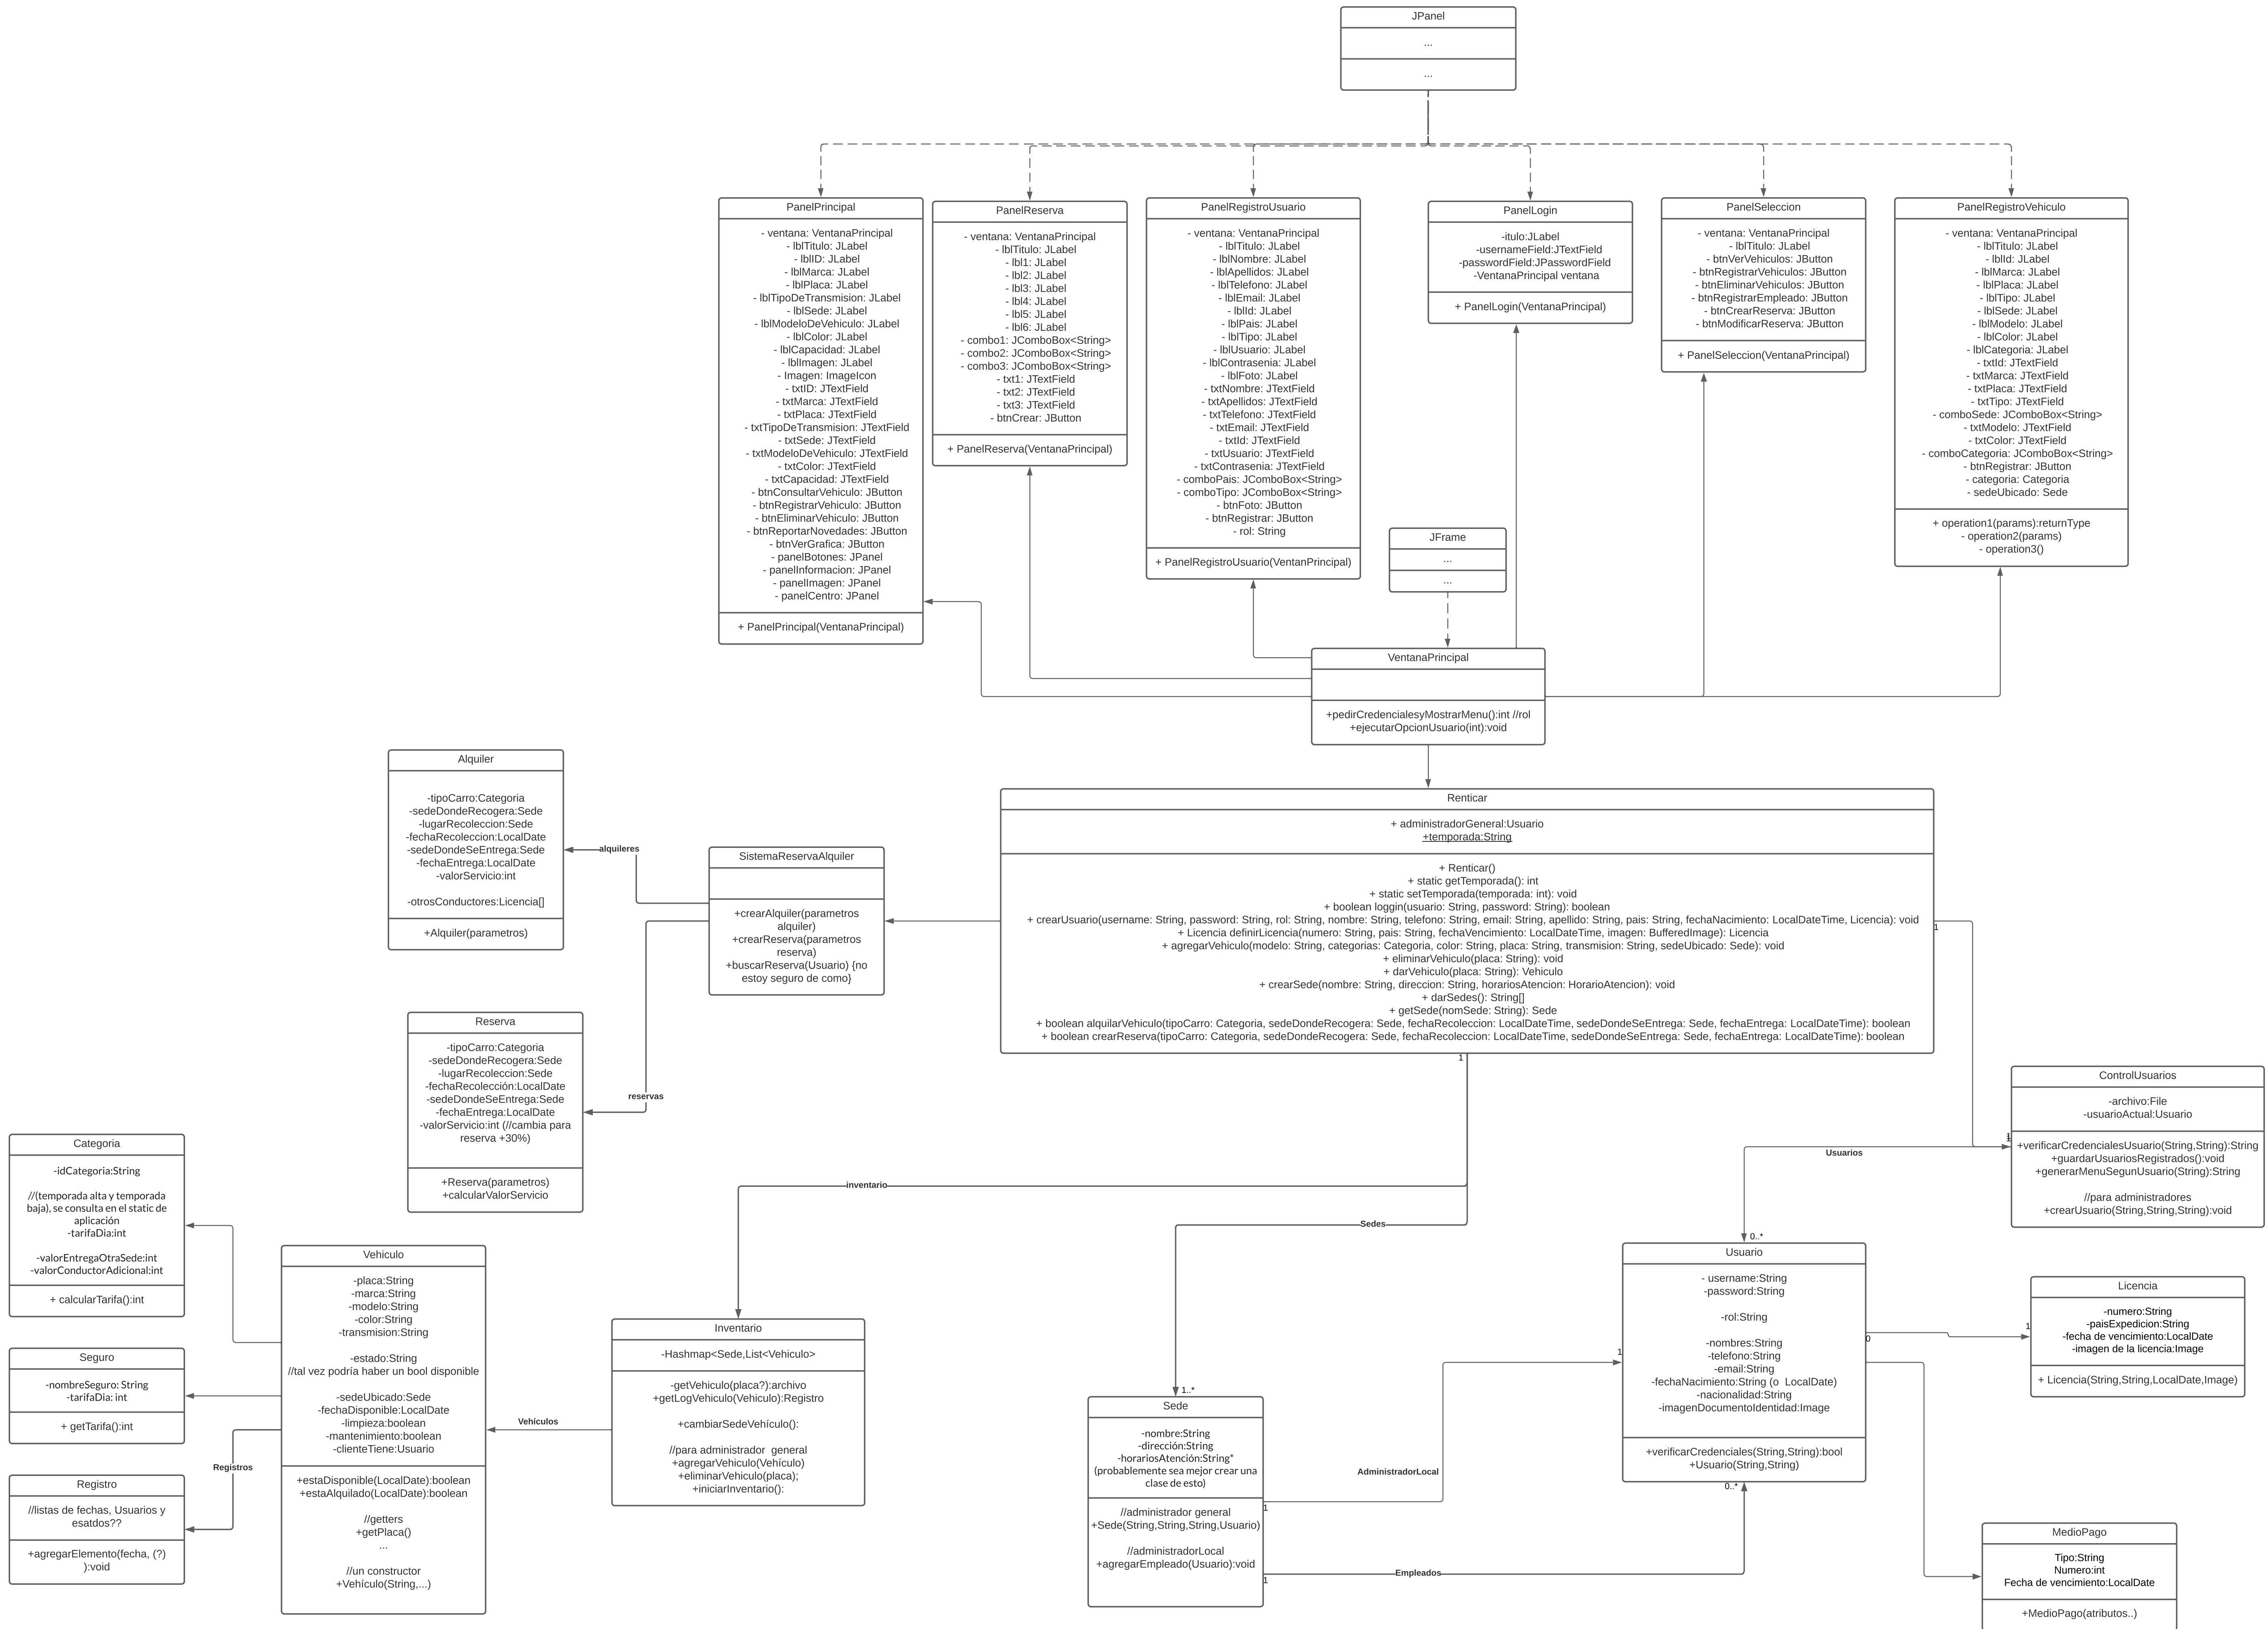 JPanel
...
...
PanelPrincipal
- ventana: VentanaPrincipal
- lblTitulo: JLabel
- lblID: JLabel
- lblMarca: JLabel
- lblPlaca: JLabel
- lblTipoDeTransmision: JLabel
- lblSede: JLabel
- lblModeloDeVehiculo: JLabel
- lblColor: JLabel
- lblCapacidad: JLabel
- lblImagen: JLabel
- Imagen: ImageIcon
- txtID: JTextField
- txtMarca: JTextField
- txtPlaca: JTextField
- txtTipoDeTransmision: JTextField
- txtSede: JTextField
- txtModeloDeVehiculo: JTextField
- txtColor: JTextField
- txtCapacidad: JTextField
- btnConsultarVehiculo: JButton
- btnRegistrarVehiculo: JButton
- btnEliminarVehiculo: JButton
- btnReportarNovedades: JButton
- btnVerGrafica: JButton
- panelBotones: JPanel
- panelInformacion: JPanel
- panelImagen: JPanel
- panelCentro: JPanel
+ PanelPrincipal(VentanaPrincipal)
PanelReserva
- ventana: VentanaPrincipal
- lblTitulo: JLabel
- lbl1: JLabel
- lbl2: JLabel
- lbl3: JLabel
- lbl4: JLabel
- lbl5: JLabel
- lbl6: JLabel
- combo1: JComboBox<String>
- combo2: JComboBox<String>
- combo3: JComboBox<String>
- txt1: JTextField
- txt2: JTextField
- txt3: JTextField
- btnCrear: JButton
+ PanelReserva(VentanaPrincipal)
PanelRegistroUsuario
- ventana: VentanaPrincipal
- lblTitulo: JLabel
- lblNombre: JLabel
- lblApellidos: JLabel
- lblTelefono: JLabel
- lblEmail: JLabel
- lblId: JLabel
- lblPais: JLabel
- lblTipo: JLabel
- lblUsuario: JLabel
- lblContrasenia: JLabel
- lblFoto: JLabel
- txtNombre: JTextField
- txtApellidos: JTextField
- txtTelefono: JTextField
- txtEmail: JTextField
- txtId: JTextField
- txtUsuario: JTextField
- txtContrasenia: JTextField
- comboPais: JComboBox<String>
- comboTipo: JComboBox<String>
- btnFoto: JButton
- btnRegistrar: JButton
- rol: String
+ PanelRegistroUsuario(VentanPrincipal)
PanelLogin
-itulo:JLabel
-usernameField:JTextField
-passwordField:JPasswordField
-VentanaPrincipal ventana
+ PanelLogin(VentanaPrincipal)
PanelSeleccion
- ventana: VentanaPrincipal
- lblTitulo: JLabel
- btnVerVehiculos: JButton
- btnRegistrarVehiculos: JButton
- btnEliminarVehiculos: JButton
- btnRegistrarEmpleado: JButton
- btnCrearReserva: JButton
- btnModificarReserva: JButton
+ PanelSeleccion(VentanaPrincipal)
PanelRegistroVehiculo
- ventana: VentanaPrincipal
- lblTitulo: JLabel
- lblId: JLabel
- lblMarca: JLabel
- lblPlaca: JLabel
- lblTipo: JLabel
- lblSede: JLabel
- lblModelo: JLabel
- lblColor: JLabel
- lblCategoria: JLabel
- txtId: JTextField
- txtMarca: JTextField
- txtPlaca: JTextField
- txtTipo: JTextField
- comboSede: JComboBox<String>
- txtModelo: JTextField
- txtColor: JTextField
- comboCategoria: JComboBox<String>
- btnRegistrar: JButton
- categoria: Categoria
- sedeUbicado: Sede
+ operation1(params):returnType
- operation2(params)
- operation3()
JFrame
...
...
VentanaPrincipal
+pedirCredencialesyMostrarMenu():int //rol
+ejecutarOpcionUsuario(int):void
Alquiler
-tipoCarro:Categoria
-sedeDondeRecogera:Sede
-lugarRecoleccion:Sede
-fechaRecoleccion:LocalDate
-sedeDondeSeEntrega:Sede
-fechaEntrega:LocalDate
-valorServicio:int
-otrosConductores:Licencia[]
+Alquiler(parametros)
alquileres
SistemaReservaAlquiler
+crearAlquiler(parametros
alquiler)
+crearReserva(parametros
reserva)
+buscarReserva(Usuario) {no
estoy seguro de como}
Renticar
+ administradorGeneral:Usuario
+temporada:String
+ Renticar()
+ static getTemporada(): int
+ static setTemporada(temporada: int): void
+ boolean loggin(usuario: String, password: String): boolean
+ crearUsuario(username: String, password: String, rol: String, nombre: String, telefono: String, email: String, apellido: String, pais: String, fechaNacimiento: LocalDateTime, Licencia): void
+ Licencia definirLicencia(numero: String, pais: String, fechaVencimiento: LocalDateTime, imagen: BufferedImage): Licencia
+ agregarVehiculo(modelo: String, categorias: Categoria, color: String, placa: String, transmision: String, sedeUbicado: Sede): void
+ eliminarVehiculo(placa: String): void
+ darVehiculo(placa: String): Vehiculo
+ crearSede(nombre: String, direccion: String, horariosAtencion: HorarioAtencion): void
+ darSedes(): String[]
+ getSede(nomSede: String): Sede
+ boolean alquilarVehiculo(tipoCarro: Categoria, sedeDondeRecogera: Sede, fechaRecoleccion: LocalDateTime, sedeDondeSeEntrega: Sede, fechaEntrega: LocalDateTime): boolean
+ boolean crearReserva(tipoCarro: Categoria, sedeDondeRecogera: Sede, fechaRecoleccion: LocalDateTime, sedeDondeSeEntrega: Sede, fechaEntrega: LocalDateTime): boolean
1
1
Reserva
-tipoCarro:Categoria
-sedeDondeRecogera:Sede
-lugarRecoleccion:Sede
-fechaRecolección:LocalDate
-sedeDondeSeEntrega:Sede
-fechaEntrega:LocalDate
-valorServicio:int (//cambia para
reserva +30%)
+Reserva(parametros)
+calcularValorServicio
reservas
ControlUsuarios
-archivo:File
-usuarioActual:Usuario
+verificarCredencialesUsuario(String,String):String
+guardarUsuariosRegistrados():void
+generarMenuSegunUsuario(String):String
//para administradores
+crearUsuario(String,String,String):void
1
1
Usuarios
0..*
inventario
Sedes
Categoria
-idCategoria:String
//(temporada alta y temporada
baja), se consulta en el static de
aplicación
-tarifaDia:int
-valorEntregaOtraSede:int
-valorConductorAdicional:int
+ calcularTarifa():int
Seguro
-nombreSeguro: String
-tarifaDia: int
+ getTarifa():int
Registro
//listas de fechas, Usuarios y
esatdos??
+agregarElemento(fecha, (?)
):void
Registros
Vehiculo
-placa:String
-marca:String
-modelo:String
-color:String
-transmision:String
-estado:String
//tal vez podría haber un bool disponible
-sedeUbicado:Sede
-fechaDisponible:LocalDate
-limpieza:boolean
-mantenimiento:boolean
-clienteTiene:Usuario
+estaDisponible(LocalDate):boolean
+estaAlquilado(LocalDate):boolean
//getters
+getPlaca()
...
//un constructor
+Vehículo(String,...)
Vehículos
Inventario
-Hashmap<Sede,List<Vehiculo>
-getVehiculo(placa?):archivo
+getLogVehiculo(Vehiculo):Registro
+cambiarSedeVehículo():
//para administrador general
+agregarVehiculo(Vehículo)
+eliminarVehiculo(placa);
+iniciarInventario():
1..*
Sede
-nombre:String
-dirección:String
-horariosAtención:String*
(probablemente sea mejor crear una
clase de esto)
//administrador general
+Sede(String,String,String,Usuario)
//administradorLocal
+agregarEmpleado(Usuario):void
1
AdministradorLocal
1
1
Empleados
0..*
Usuario
- username:String
-password:String
-rol:String
-nombres:String
-telefono:String
-email:String
-fechaNacimiento:String (o LocalDate)
-nacionalidad:String
-imagenDocumentoIdentidad:Image
+verificarCredenciales(String,String):bool
+Usuario(String,String)
0
1
Licencia
-numero:String
-paisExpedicion:String
-fecha de vencimiento:LocalDate
-imagen de la licencia:Image
+ Licencia(String,String,LocalDate,Image)
MedioPago
Tipo:String
Numero:int
Fecha de vencimiento:LocalDate
+MedioPago(atributos..)